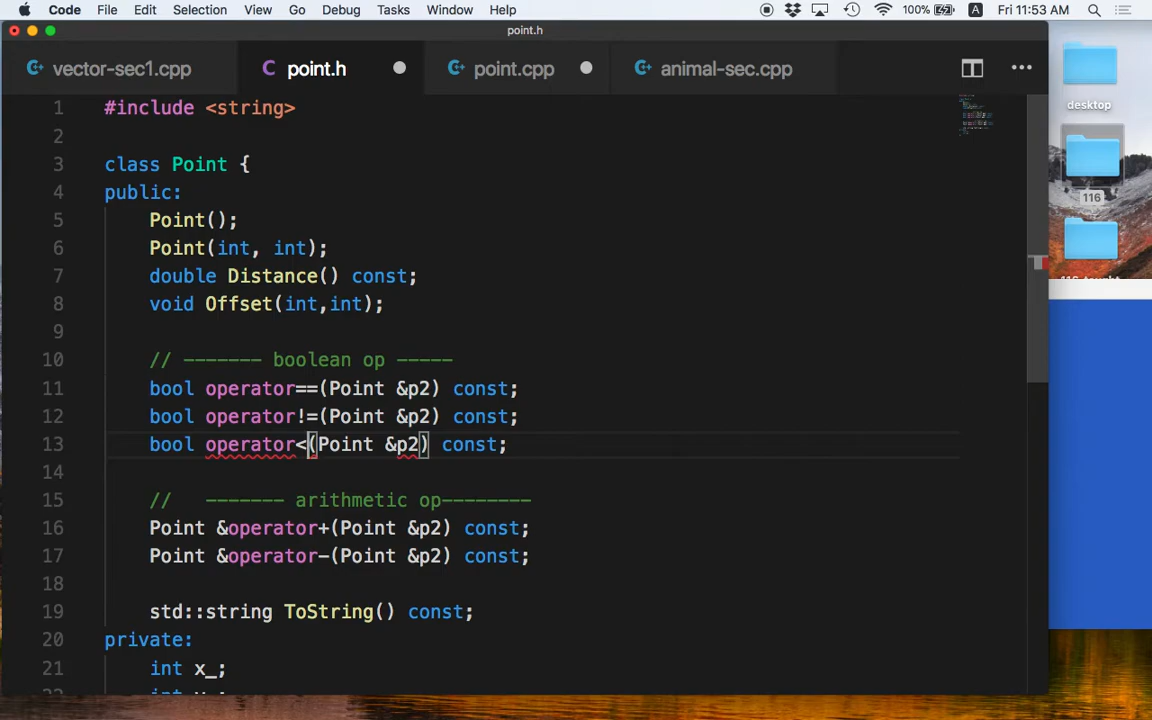 Code File Edit Selection View Go Debug Tasks Window Help 100% A Fri 11:53 AM
point.h
vector-sec1.cpp C point.h point.cpp animal-sec.cpp
desktop
116
1 #include <string>
2
3 class Point {
4 public:
5 Point();
6 Point(int, int);
7 double Distance() const;
8 void Offset(int,int);
9
10 // ------- boolean op -----
11 bool operator==(Point &p2) const;
12 bool operator!=(Point &p2) const;
13 bool operator<(Point &p2) const;
14
15 // ------- arithmetic op--------
16 Point &operator+(Point &p2) const;
17 Point &operator-(Point &p2) const;
18
19 std::string ToString() const;
20 private:
21 int x_;